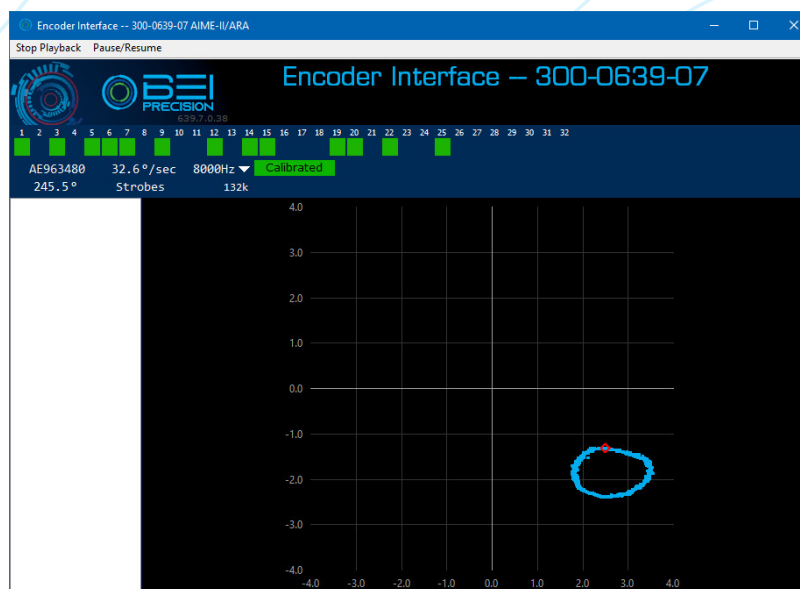 Encoder Interface -- 300-0639-07 AIME-II/ARA
Stop Playback Pause/Resume
BEI
PRECISION
Encoder Interface – 300-0639-07
639.7.0.38
1 2 3 4 5 6 7 8 9 10 11 12 13 14 15 16 17 18 19 20 21 22 23 24 25 26 27 28 29 30 31 32
AE963480 32.6°/sec 8000Hz Calibrated
245.5° Strobes 132k
4.0
3.0
2.0
1.0
0.0
-1.0
-2.0
-3.0
-4.0
-4.0 -3.0 -2.0 -1.0 0.0 1.0 2.0 3.0 4.0